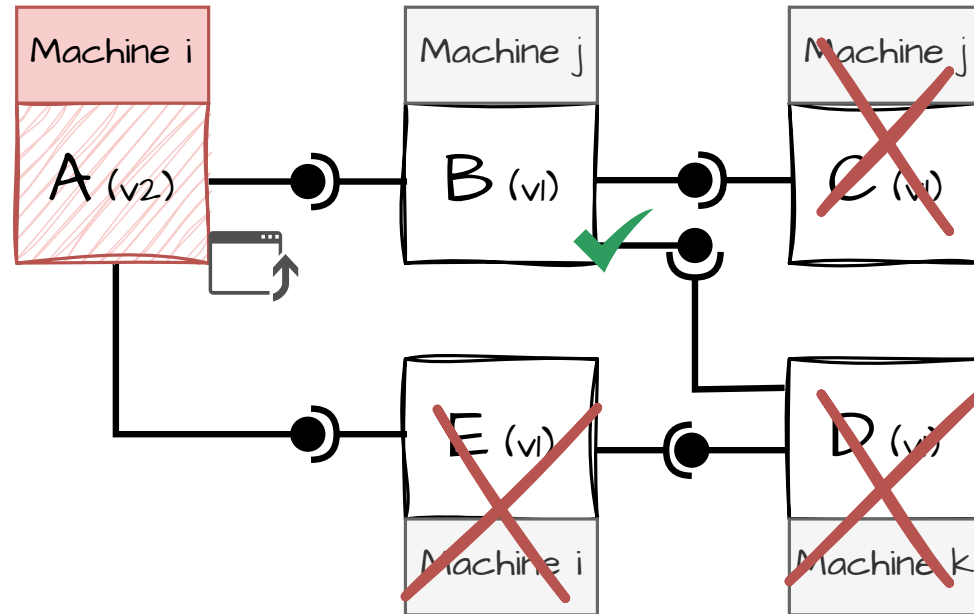 Machine i
Machine j
Machine j
A (v2)
B (v1)
C (v1)
E (v1)
D (v1)
Machine i
Machine k